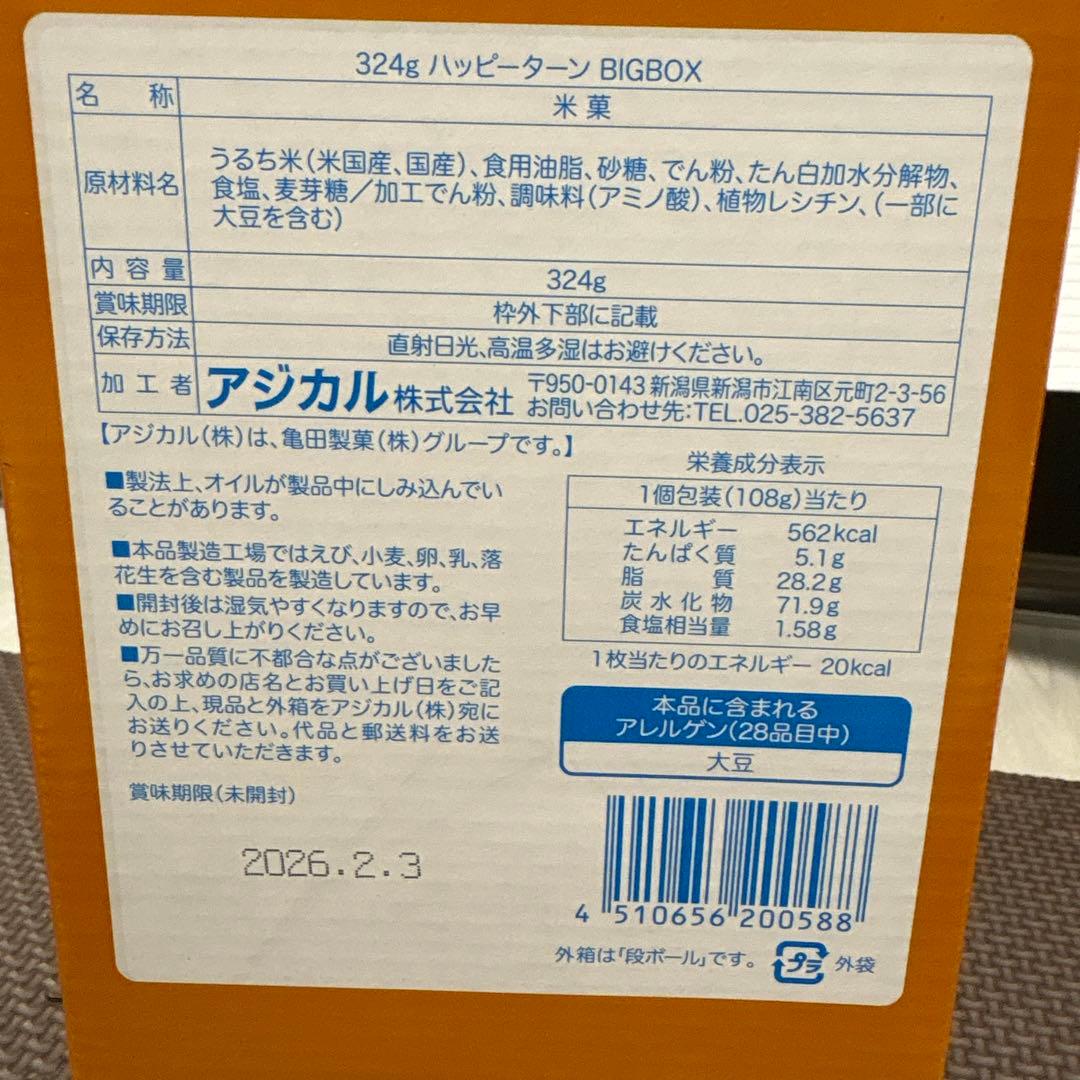 324g ハッピーターン BIGBOX
名称 米菓
原材料名 うるち米(米国産、国産)、食用油脂、砂糖、でん粉、たん白加水分解物、
食塩、麦芽糖/加工でん粉、調味料(アミノ酸)、植物レシチン、(一部に
大豆を含む)
内容量 324g
賞味期限 枠外下部に記載
保存方法 直射日光、高温多湿はお避けください。
加工者 アジカル株式会社
〒950-0143 新潟県新潟市江南区元町2-3-56
お問い合わせ先:TEL.025-382-5637
【アジカル(株)は、亀田製菓(株)グループです。】
■製法上、オイルが製品中にしみ込んでい
ることがあります。
■本品製造工場ではえび、小麦、卵、乳、落
花生を含む製品を製造しています。
■開封後は湿気やすくなりますので、お早
めにお召し上がりください。
■万一品質に不都合な点がございました
ら、お求めの店名とお買い上げ日をご記
入の上、現品と外箱をアジカル(株)宛に
お送りください。代品と郵送料をお送
りさせていただきます。
賞味期限(未開封)
2026.2.3
栄養成分表示
1個包装(108g)当たり
エネルギー 562kcal
たんぱく質 5.1g
脂質 28.2g
炭水化物 71.9g
食塩相当量 1.58g
1枚当たりのエネルギー 20kcal
本品に含まれる
アレルゲン(28品目中)
大豆
4 510656 200588
外箱は「段ボール」です。 プラ 外袋